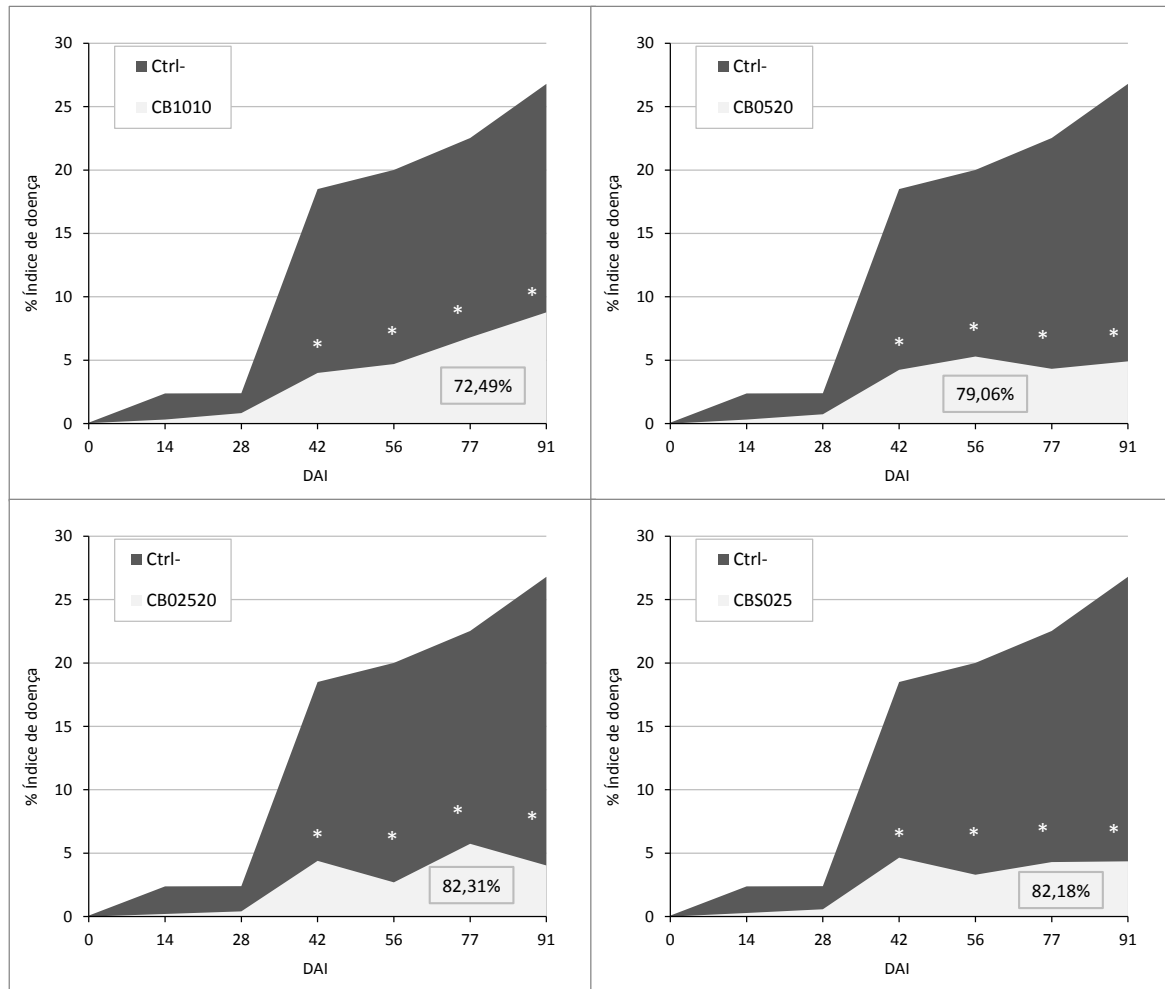 30
25
20
15
10
5
0
% Índice de doença
Ctrl-
CB1010
*
*
*
*
72,49%
0 14 28 42 56 77 91
DAI
30
25
20
15
10
5
0
% Índice de doença
Ctrl-
CB0520
*
*
*
*
79,06%
0 14 28 42 56 77 91
DAI
30
25
20
15
10
5
0
% Índice de doença
Ctrl-
CB02520
*
*
*
*
82,31%
0 14 28 42 56 77 91
DAI
30
25
20
15
10
5
0
% Índice de doença
Ctrl-
CBS025
*
*
*
*
82,18%
0 14 28 42 56 77 91
DAI